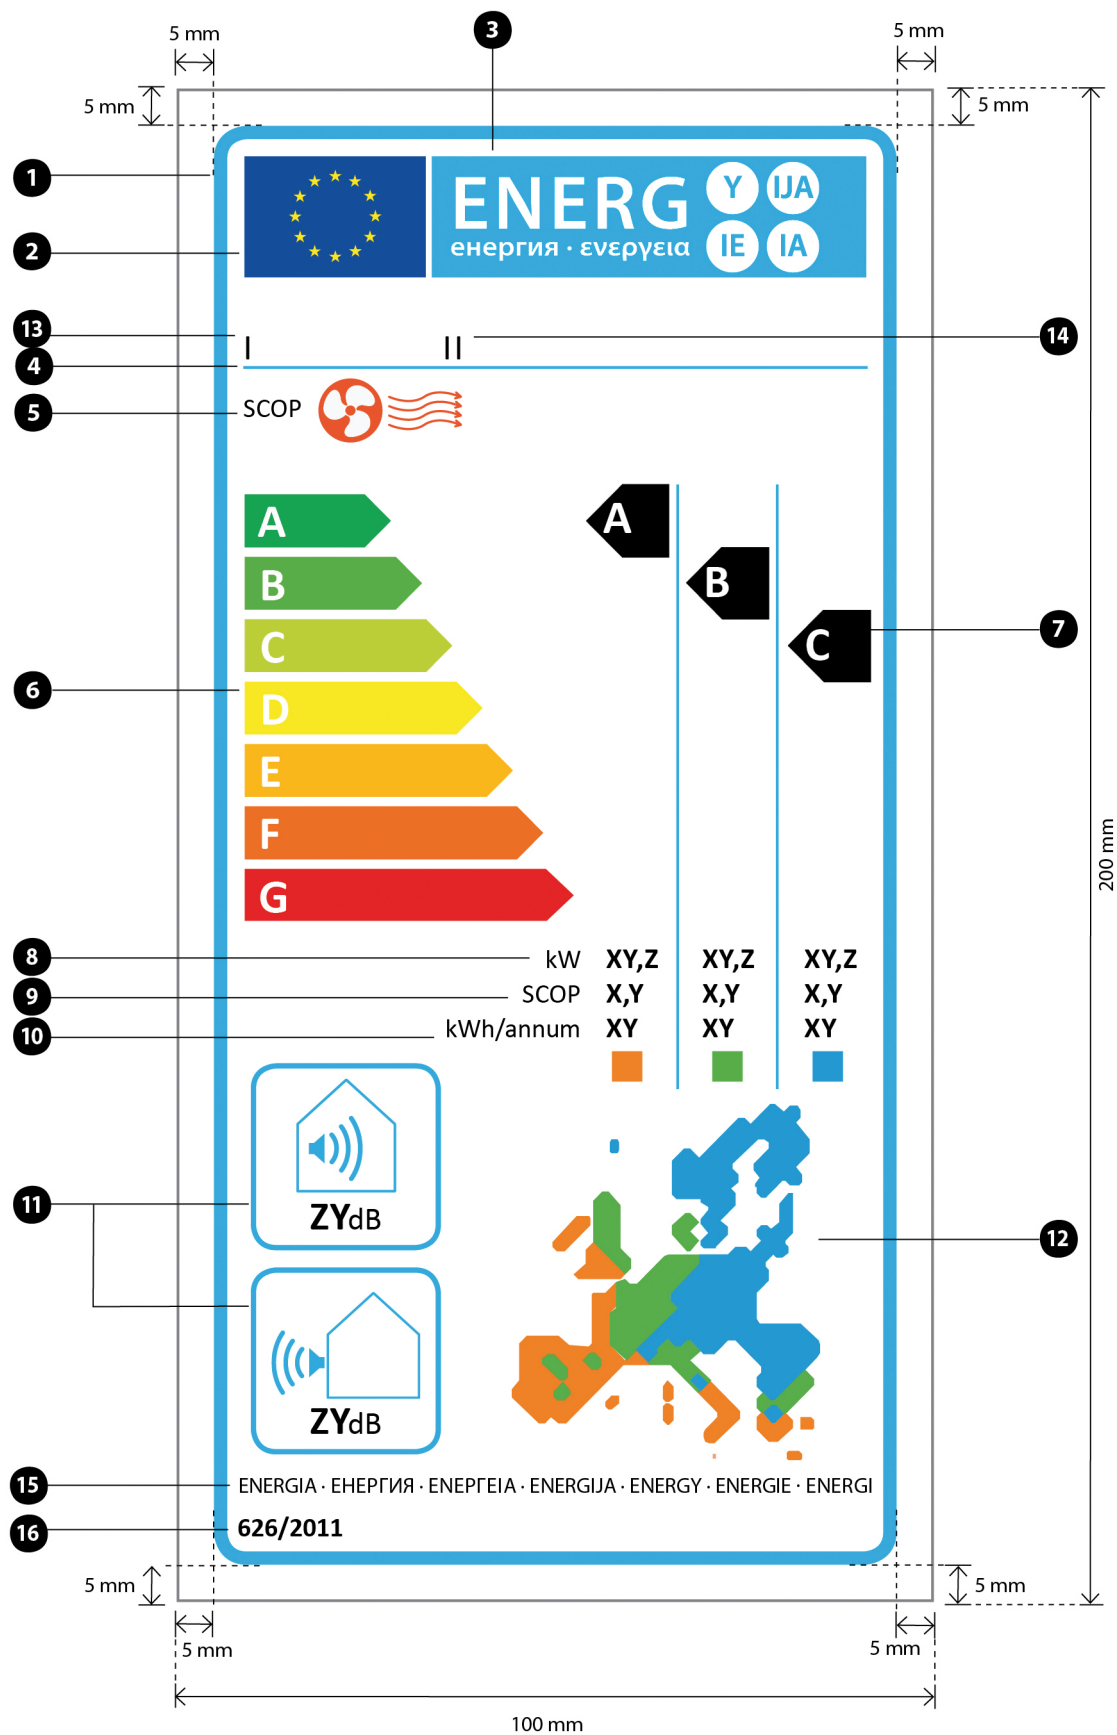 5 mm
3
5 mm
5 mm
5 mm
1
ENERG Y IJA
2
енергия · ενεργεια IE IA
13
I II
14
4
5
SCOP
A
A
B
B
C
C
7
6
D
E
F
G
200 mm
8
kW XY,Z XY,Z XY,Z
9
SCOP X,Y X,Y X,Y
10
kWh/annum XY XY XY
11
ZYdB
12
ZYdB
15
ENERGIA · ЕНЕРГИЯ · ΕΝΕΡΓΕΙΑ · ENERGIJA · ENERGY · ENERGIE · ENERGI
16
626/2011
5 mm
5 mm
5 mm
5 mm
100 mm